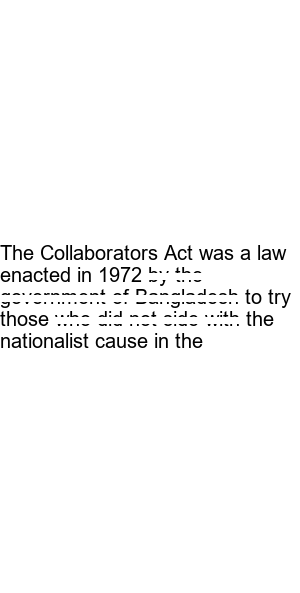 The Collaborators Act was a law
enacted in 1972 by the
government of Bangladesh to try
those who did not side with the
nationalist cause in the